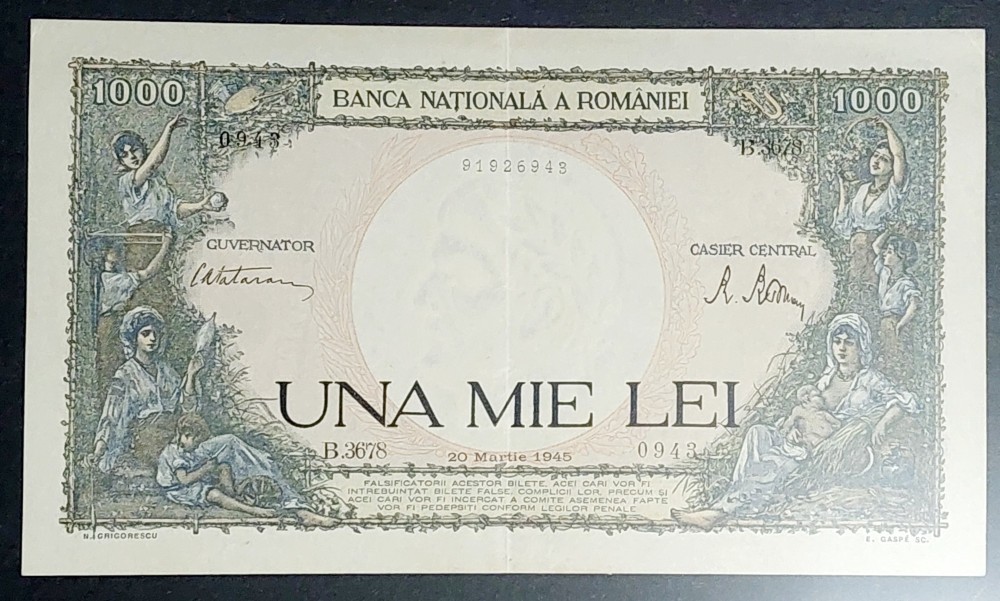 1000 BANCA NAȚIONALĂ A ROMÂNIEI 1000
0943 B.3678
91926943
GUVERNATOR CASIER CENTRAL
UNA MIE LEI
B.3678 20 Martie 1945 0943
FALSIFICATORII ACESTOR BILETE, ACEI CARI VOR FI
INTREBUINȚAT BILETE FALSE, COMPLICII LOR, PRECUM ȘI
ACEI CARI VOR FI INCERCAT A COMITE ASEMENEA FAPTE
VOR FI PEDEPSIȚI CONFORM LEGILOR PENALE
N. GRIGORESCU E. GASPÉ SC.